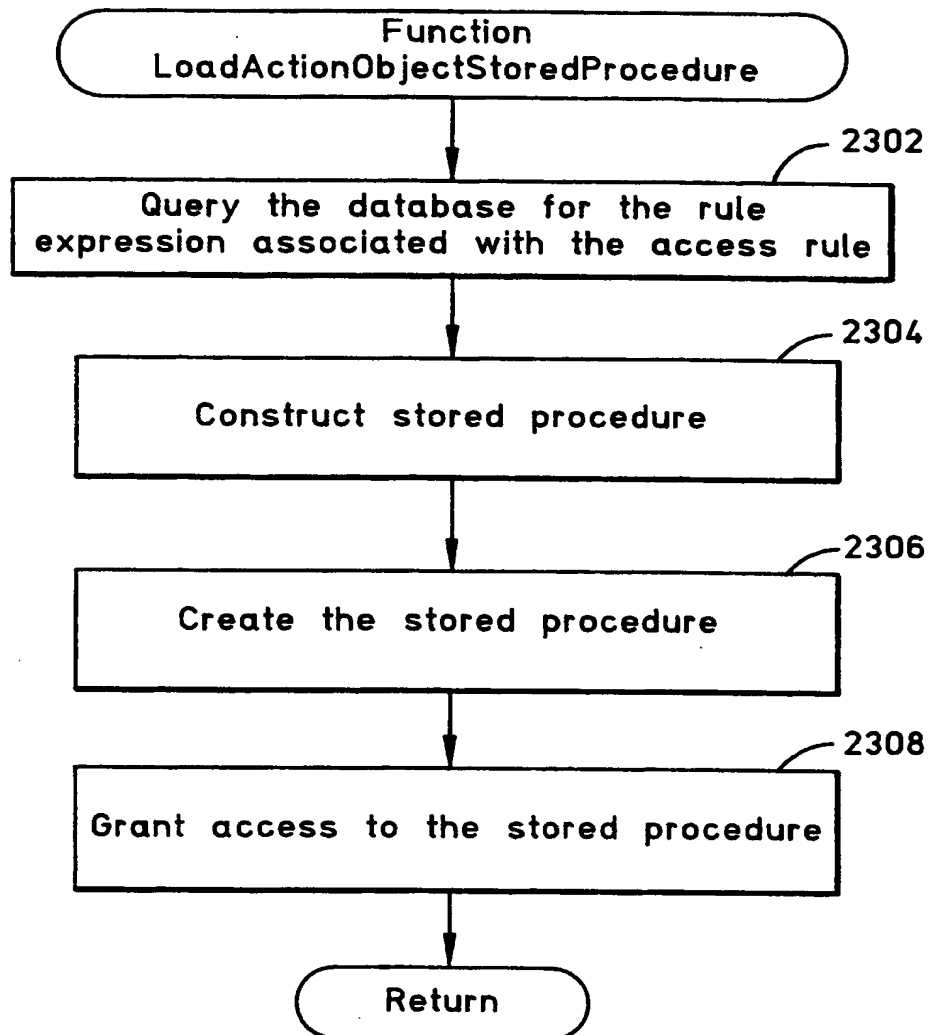 Function
LoadActionObjectStoredProcedure
2302
Query the database for the rule
expression associated with the access rule
2304
Construct stored procedure
2306
Create the stored procedure
2308
Grant access to the stored procedure
Return